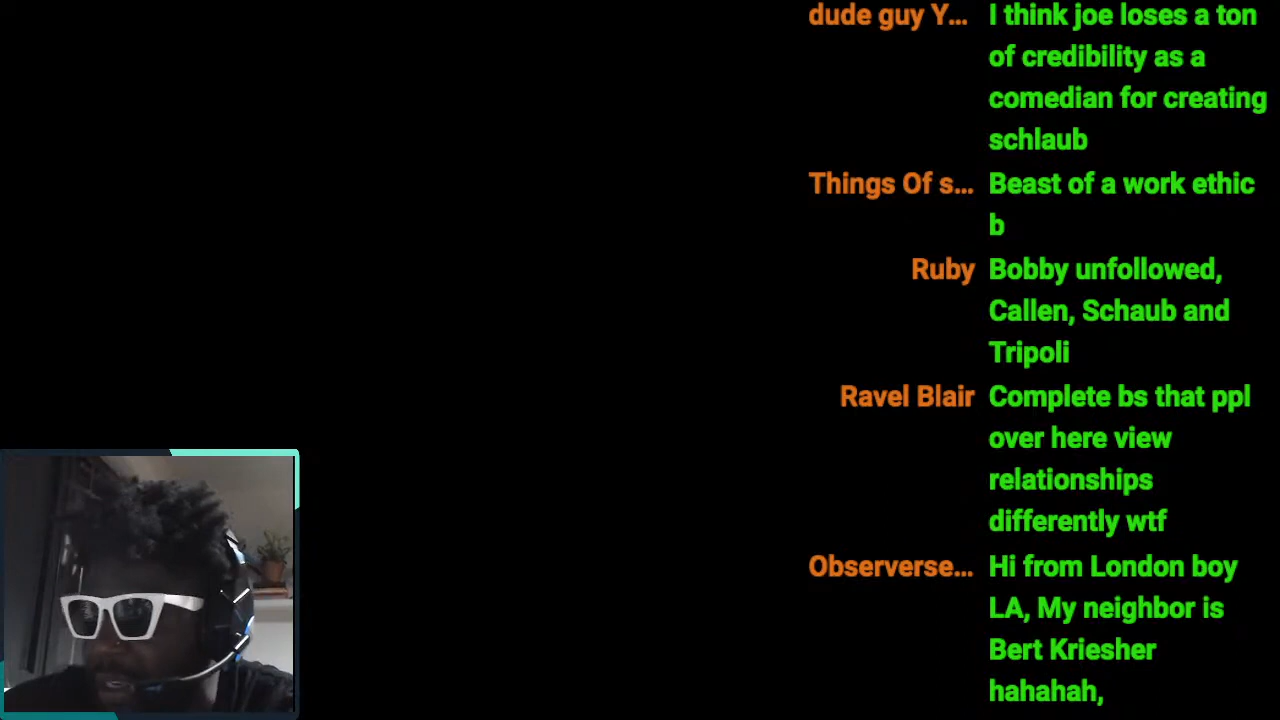 dude guy Y... I think joe loses a ton
of credibility as a
comedian for creating
schlaub
Things Of s... Beast of a work ethic
b
Ruby Bobby unfollowed,
Callen, Schaub and
Tripoli
Ravel Blair Complete bs that ppl
over here view
relationships
differently wtf
Observerse... Hi from London boy
LA, My neighbor is
Bert Kriesher
hahahah,